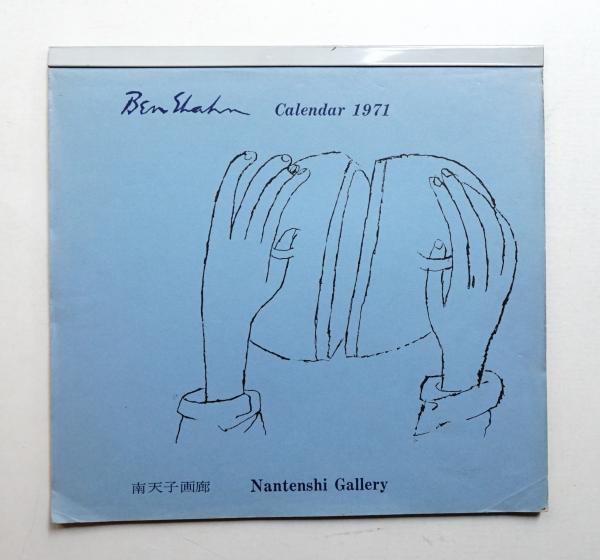 Ben Shahn Calendar 1971
南天子画廊 Nantenshi Gallery